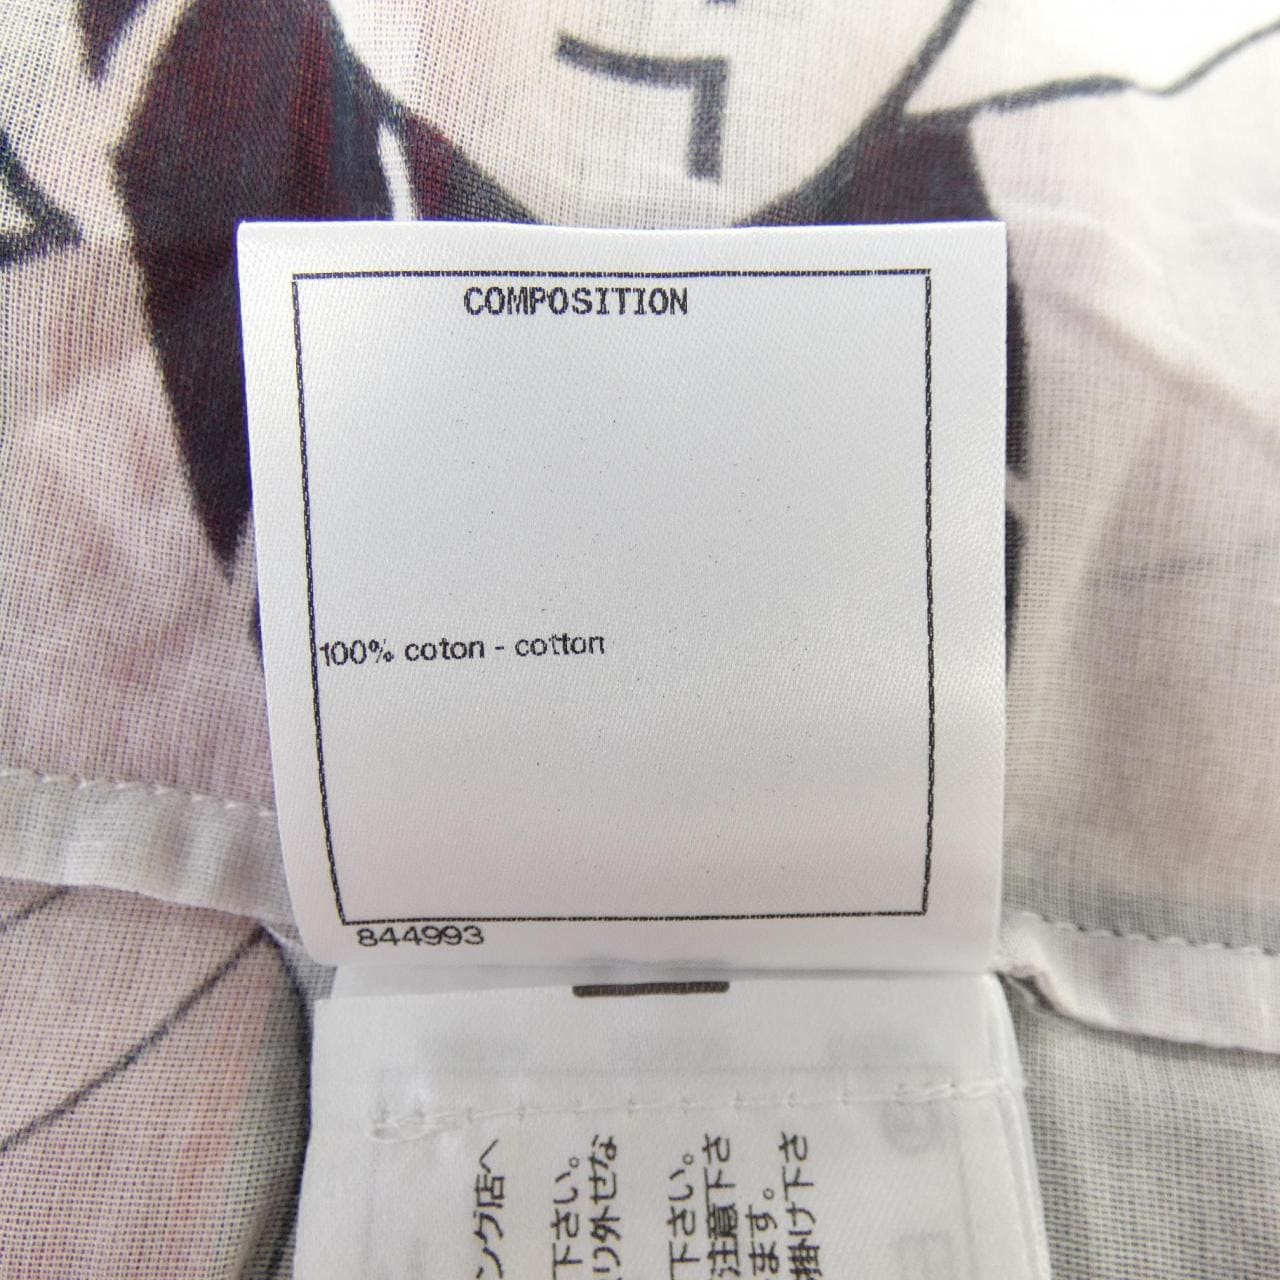 COMPOSITION
100% coton - cotton
844993
ング店へ
下さい。
り外せな
下さい。
注意下さ
ます。
掛け下さ